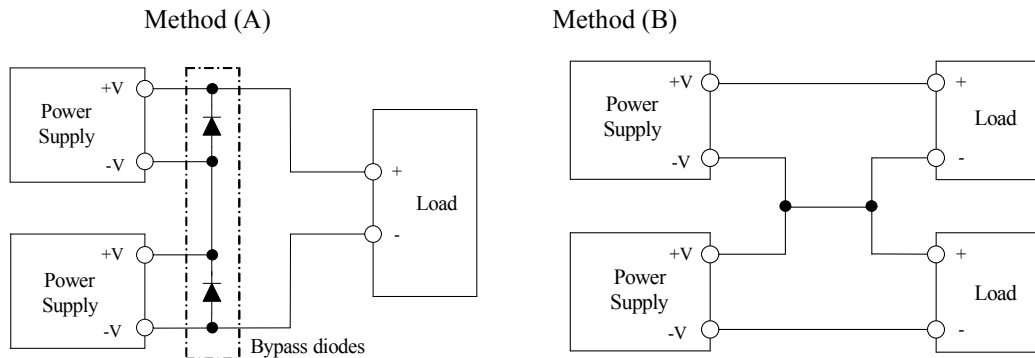 Method (A)
+V
Power
Supply
-V
+V
Power
Supply
-V
+
Load
-
Bypass diodes
Method (B)
+V
Power
Supply
-V
+V
Power
Supply
-V
+
Load
-
+
Load
-